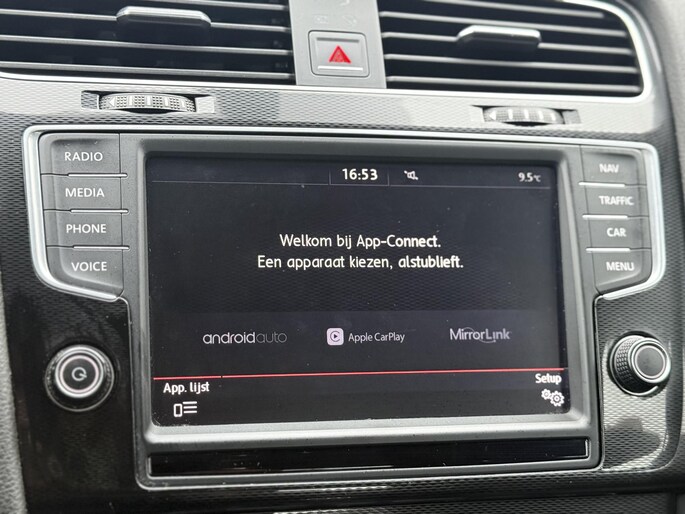 RADIO
MEDIA
PHONE
VOICE
16:53
9.5°C
Welkom bij App-Connect.
Een apparaat kiezen, alstublieft.
androidauto
Apple CarPlay
MirrorLink
App. lijst
Setup
NAV
TRAFFIC
CAR
MENU